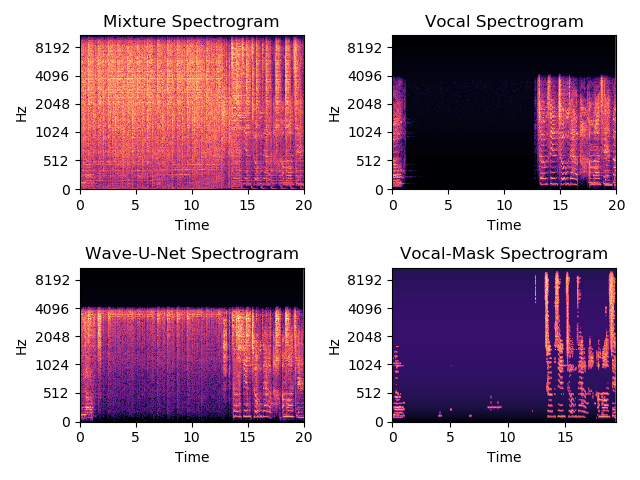 Mixture Spectrogram
Hz
8192
4096
2048
1024
512
0
0 5 10 15 20
Time
Vocal Spectrogram
Hz
8192
4096
2048
1024
512
0
0 5 10 15 20
Time
Wave-U-Net Spectrogram
Hz
8192
4096
2048
1024
512
0
0 5 10 15 20
Time
Vocal-Mask Spectrogram
Hz
8192
4096
2048
1024
512
0
0 5 10 15
Time